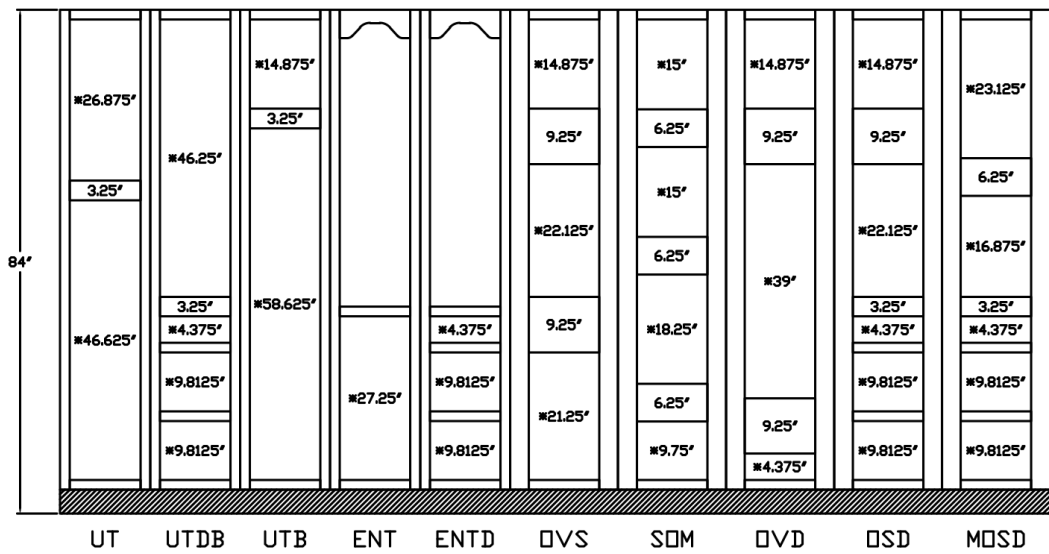 ⁕14.875″ ⁕14.875″ ⁕15″ ⁕14.875″ ⁕14.875″
⁕26.875″ ⁕23.125″
3.25″ 6.25″
9.25″ 9.25″ 9.25″
⁕46.25″
6.25″
3.25″ ⁕15″
⁕22.125″ ⁕22.125″ ⁕16.875″
6.25″
84″
⁕39″
3.25″ ⁕58.625″ 3.25″ 3.25″
9.25″
⁕46.625″ ⁕4.375″ ⁕4.375″ ⁕18.25″ ⁕4.375″ ⁕4.375″
⁕9.8125″ ⁕27.25″ ⁕9.8125″ ⁕9.8125″ ⁕9.8125″
6.25″
⁕21.25″ 9.25″
⁕9.8125″ ⁕9.8125″ ⁕9.75″ ⁕9.8125″ ⁕9.8125″
⁕4.375″
UT UTDB UTB ENT ENTD OVS SOM OVD OSD MOSD